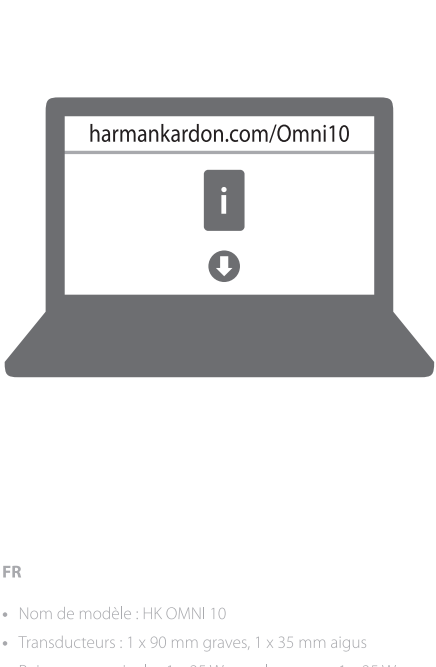 harmankardon.com/Omni10
i
FR
• Nom de modèle : HK OMNI 10
• Transducteurs : 1 x 90 mm graves, 1 x 35 mm aigus